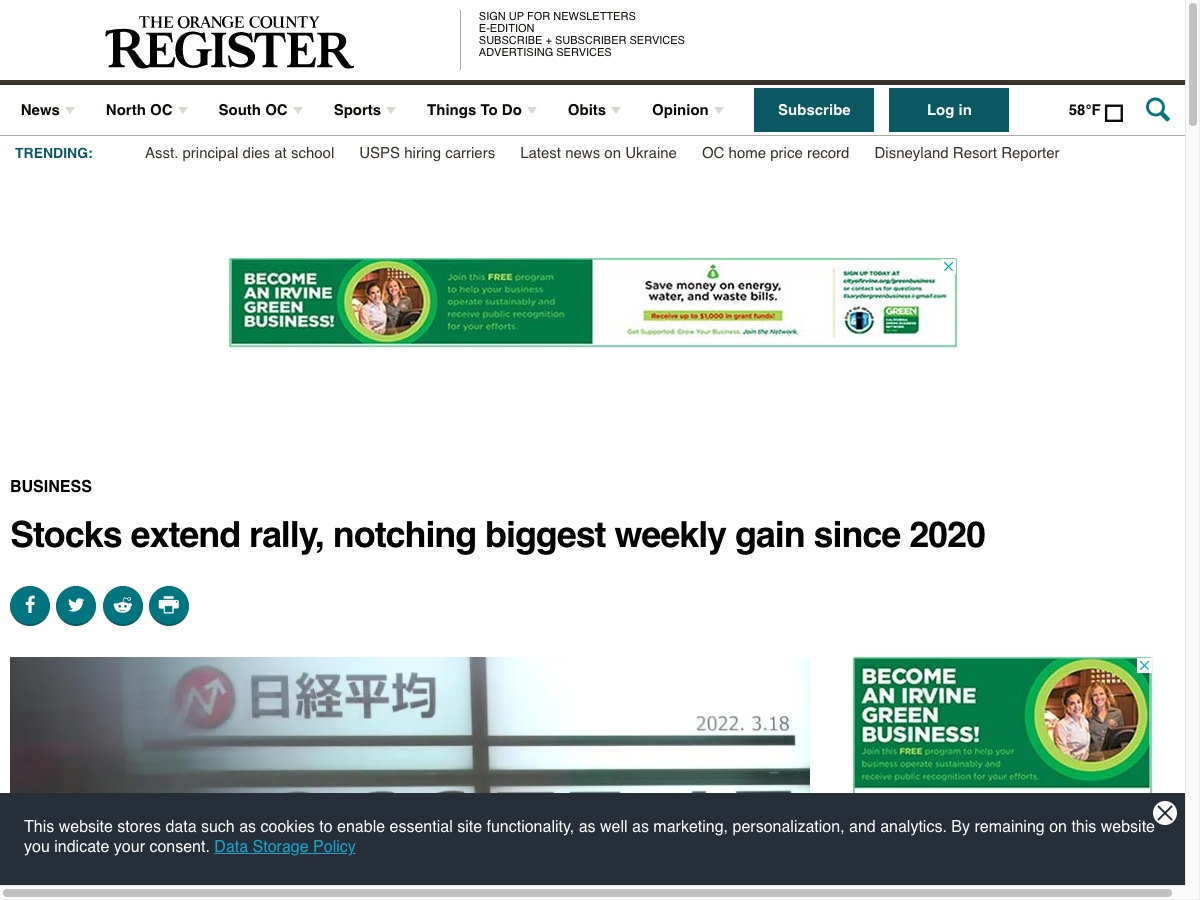 THE ORANGE COUNTY
REGISTER
SIGN UP FOR NEWSLETTERS
E-EDITION
SUBSCRIBE + SUBSCRIBER SERVICES
ADVERTISING SERVICES
News North OC South OC Sports Things To Do Obits Opinion Subscribe Log in 58°F
TRENDING: Asst. principal dies at school USPS hiring carriers Latest news on Ukraine OC home price record Disneyland Resort Reporter
BECOME
AN IRVINE
GREEN
BUSINESS!
Join this FREE program
to help your business
operate sustainably and
receive public recognition
for your efforts.
Save money on energy,
water, and waste bills.
Receive up to $1,000 in grant funds!
Get Supported. Grow Your Business. Join the Network.
SIGN UP TODAY AT
cityofirvine.org/greenbusiness
or contact us for questions
GREEN
BUSINESS
Stocks extend rally, notching biggest weekly gain since 2020
日経平均
2022. 3.18
BECOME
AN IRVINE
GREEN
BUSINESS!
Join this FREE program to help your
business operate sustainably and
receive public recognition for your efforts.
This website stores data such as cookies to enable essential site functionality, as well as marketing, personalization, and analytics. By remaining on this website
you indicate your consent. Data Storage Policy